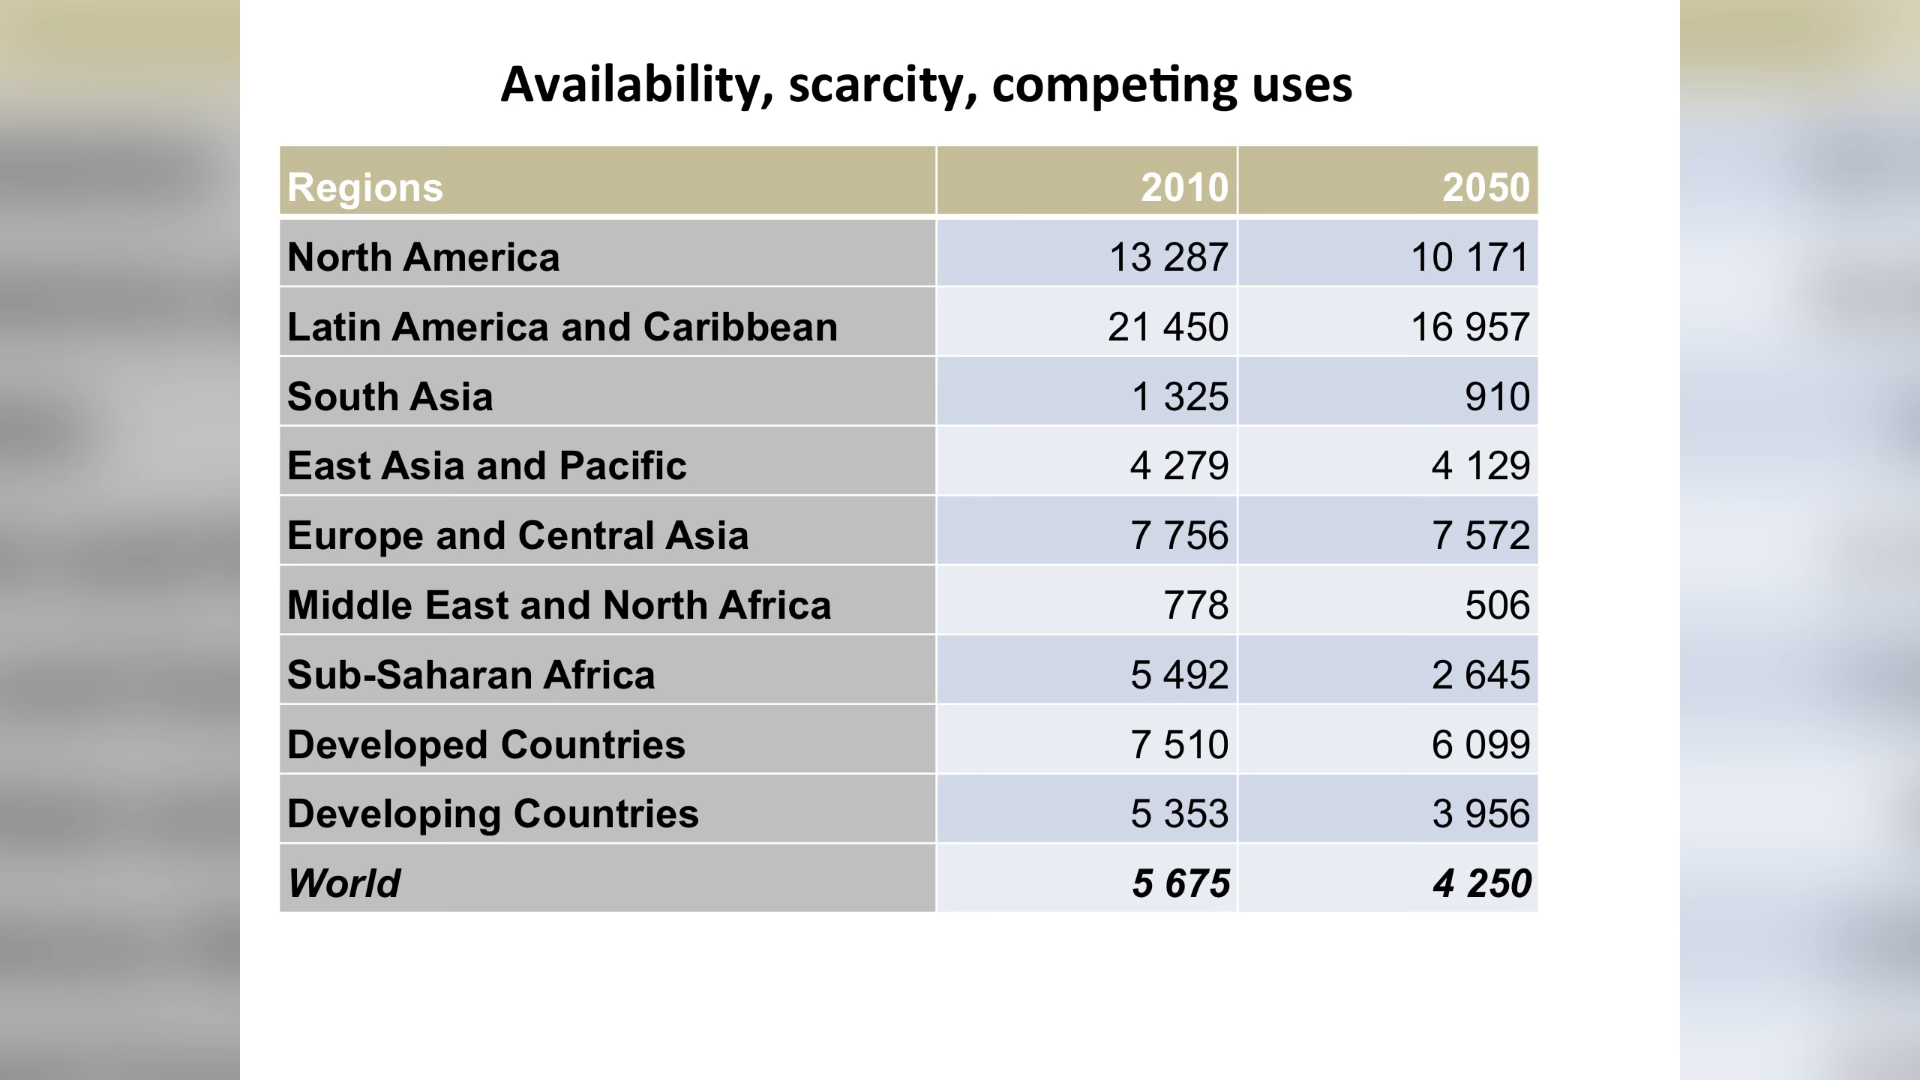 Availability, scarcity, competing uses
Regions 2010 2050
North America 13 287 10 171
Latin America and Caribbean 21 450 16 957
South Asia 1 325 910
East Asia and Pacific 4 279 4 129
Europe and Central Asia 7 756 7 572
Middle East and North Africa 778 506
Sub-Saharan Africa 5 492 2 645
Developed Countries 7 510 6 099
Developing Countries 5 353 3 956
World 5 675 4 250